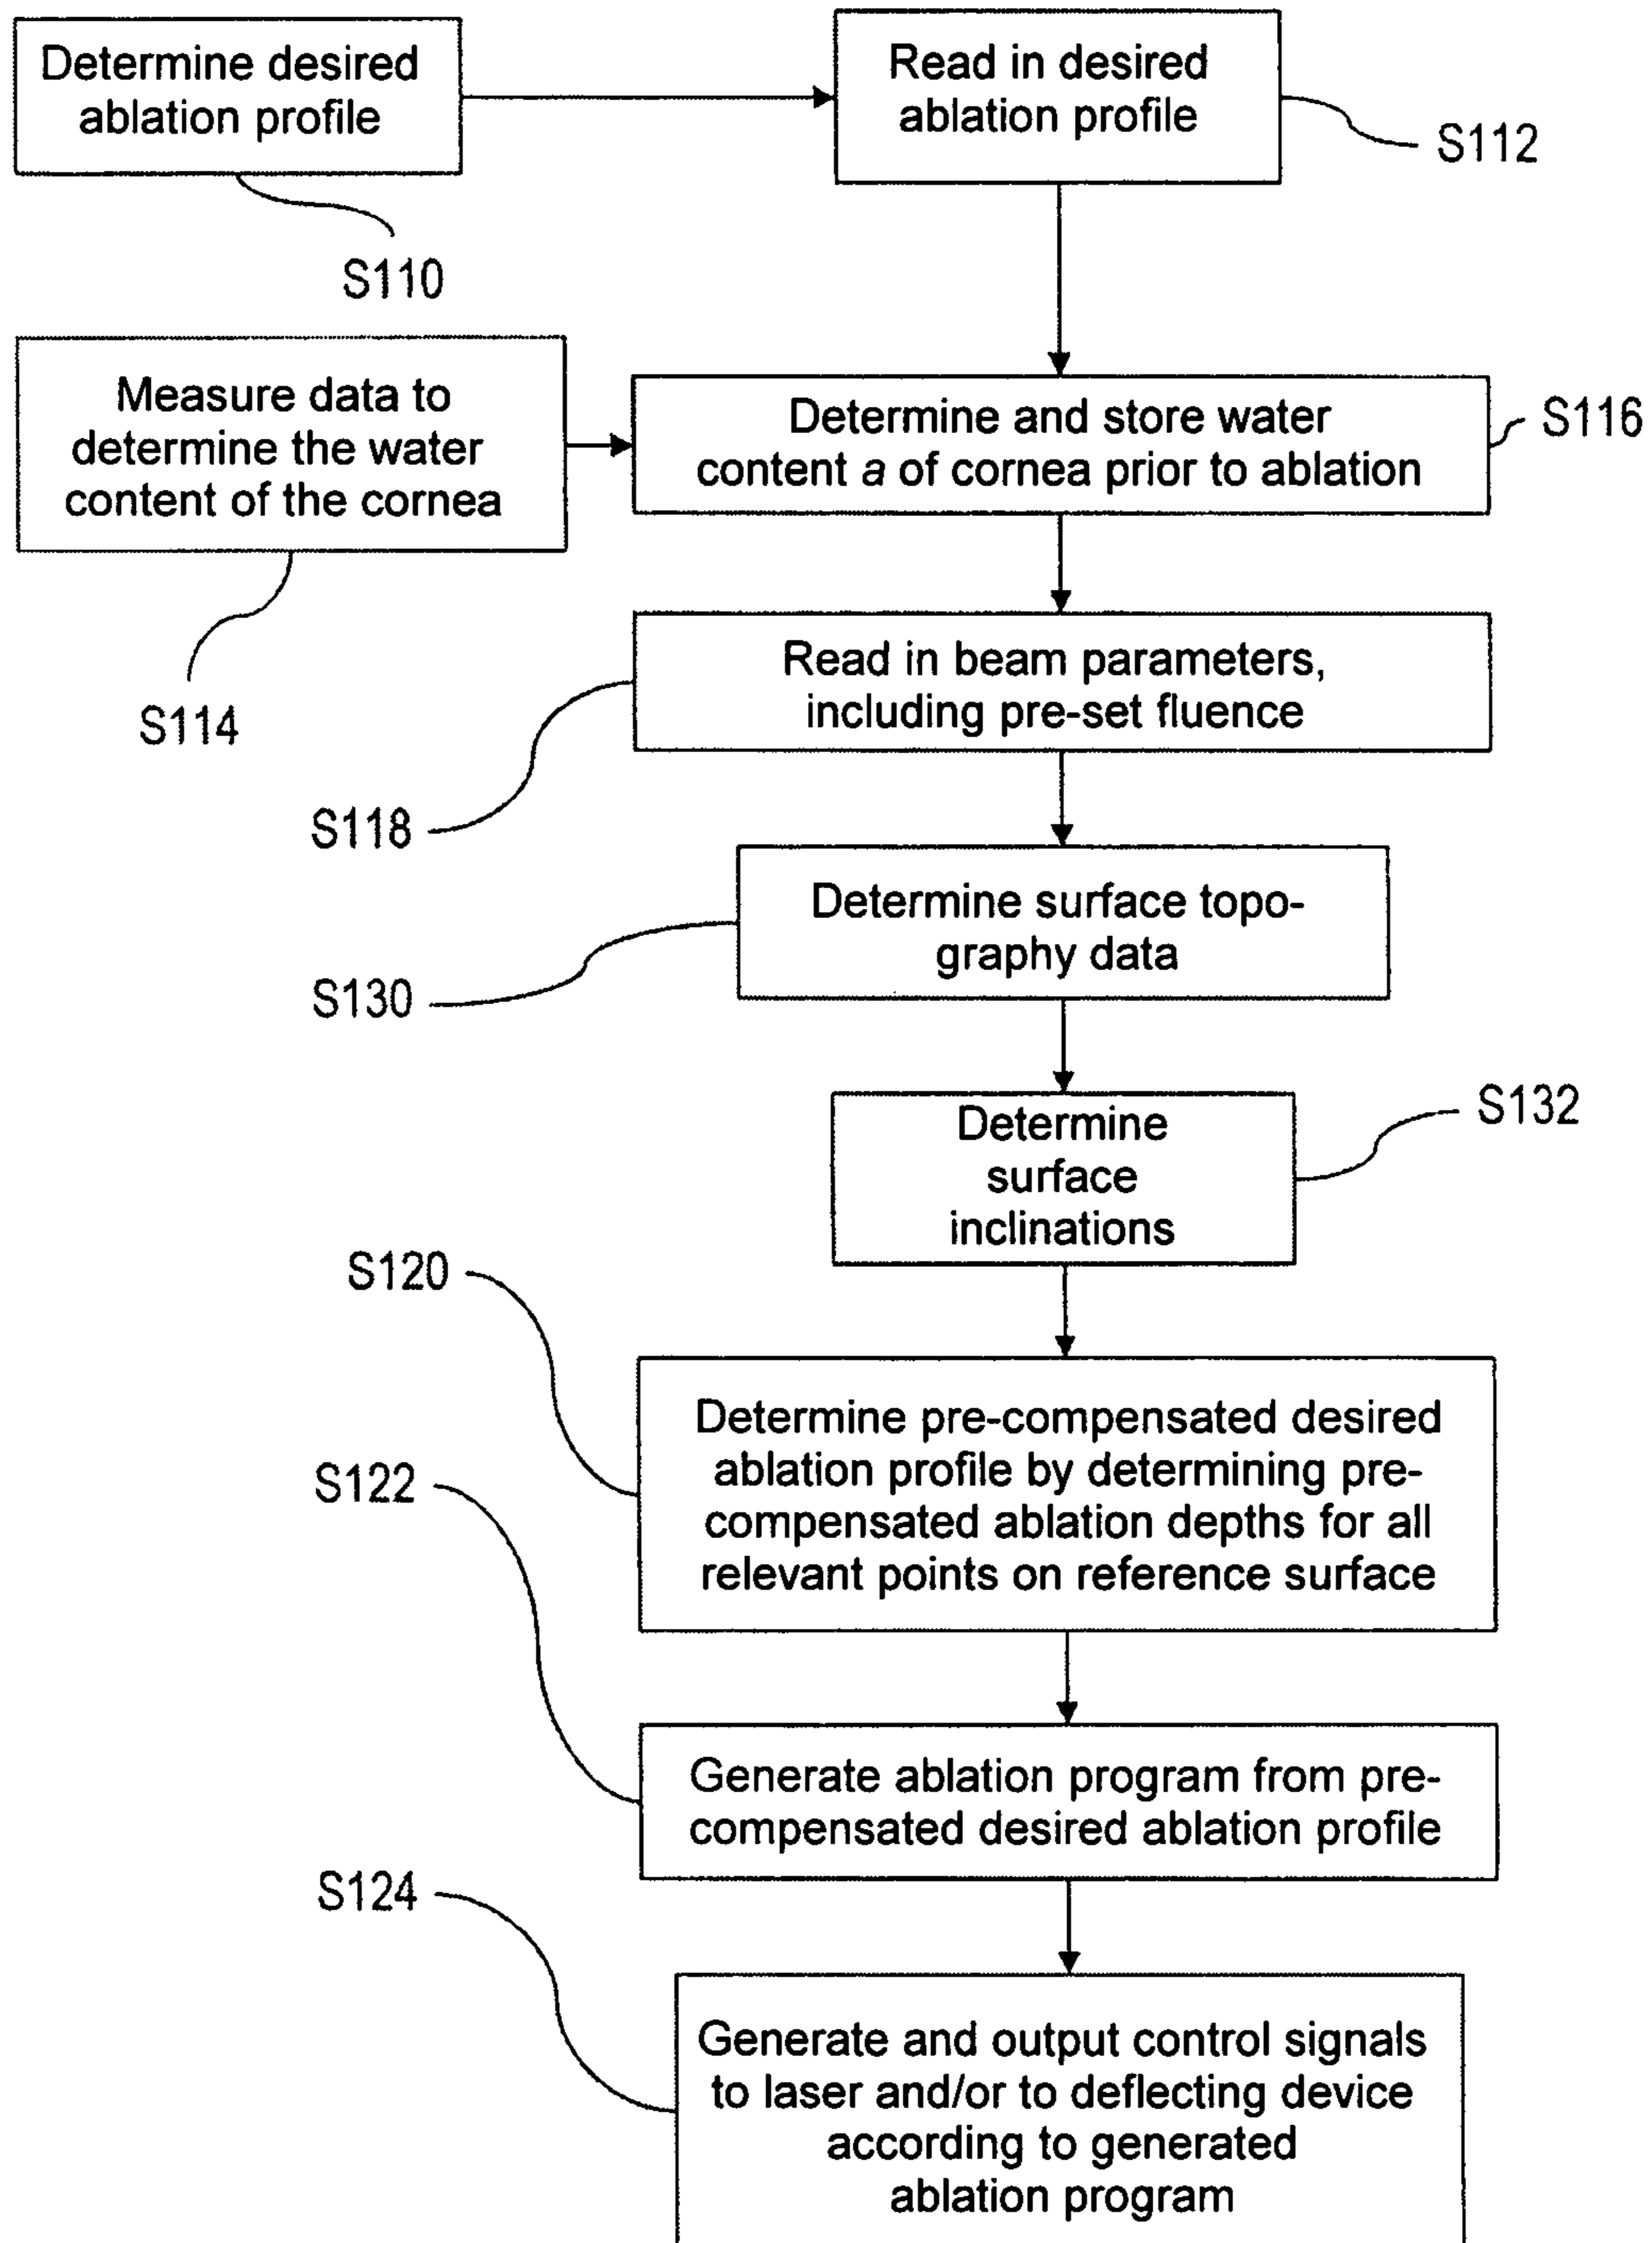 Determine desired
ablation profile
Read in desired
ablation profile
S112
S110
Measure data to
determine the water
content of the cornea
Determine and store water
content a of cornea prior to ablation
S116
S114
Read in beam parameters,
including pre-set fluence
S118
Determine surface topo-
graphy data
S130
Determine
surface
inclinations
S132
S120
Determine pre-compensated desired
ablation profile by determining pre-
compensated ablation depths for all
relevant points on reference surface
S122
Generate ablation program from pre-
compensated desired ablation profile
S124
Generate and output control signals
to laser and/or to deflecting device
according to generated
ablation program